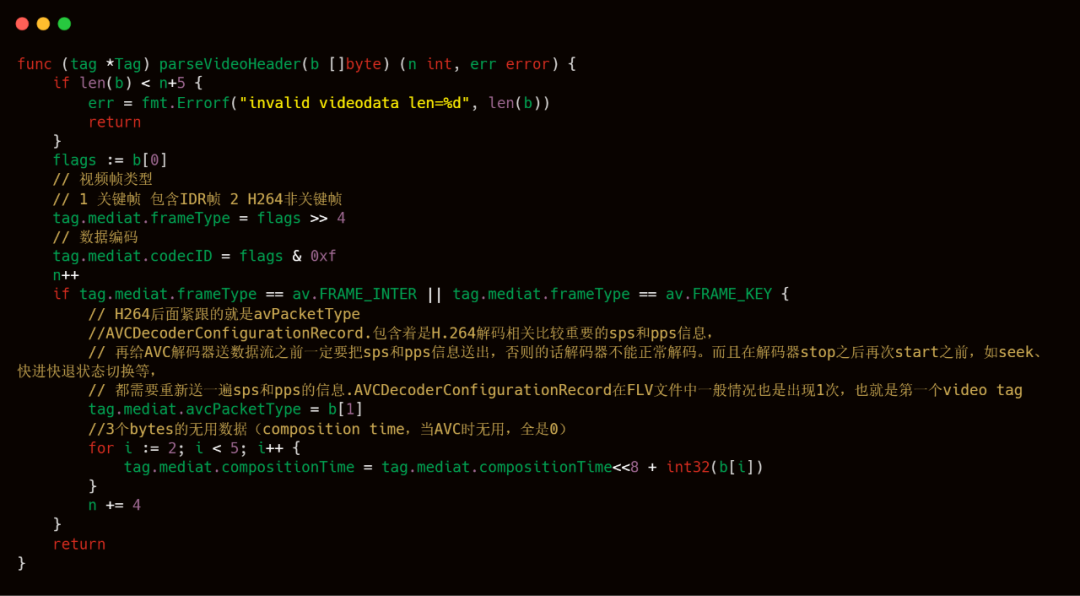 func (tag *Tag) parseVideoHeader(b []byte) (n int, err error) {
    if len(b) < n+5 {
        err = fmt.Errorf("invalid videodata len=%d", len(b))
        return
    }
    flags := b[0]
    // 视频帧类型
    // 1 关键帧 包含IDR帧 2 H264非关键帧
    tag.mediat.frameType = flags >> 4
    // 数据编码
    tag.mediat.codecID = flags & 0xf
    n++
    if tag.mediat.frameType == av.FRAME_INTER || tag.mediat.frameType == av.FRAME_KEY {
        // H264后面紧跟的就是avPacketType
        //AVCDecoderConfigurationRecord.包含着是H.264解码相关比较重要的sps和pps信息，
        // 再给AVC解码器送数据流之前一定要把sps和pps信息送出，否则的话解码器不能正常解码。而且在解码器stop之后再次start之前，如seek、
快进快退状态切换等，
        // 都需要重新送一遍sps和pps的信息.AVCDecoderConfigurationRecord在FLV文件中一般情况也是出现1次，也就是第一个video tag
        tag.mediat.avcPacketType = b[1]
        //3个bytes的无用数据（composition time，当AVC时无用，全是0）
        for i := 2; i < 5; i++ {
            tag.mediat.compositionTime = tag.mediat.compositionTime<<8 + int32(b[i])
        }
        n += 4
    }
    return
}